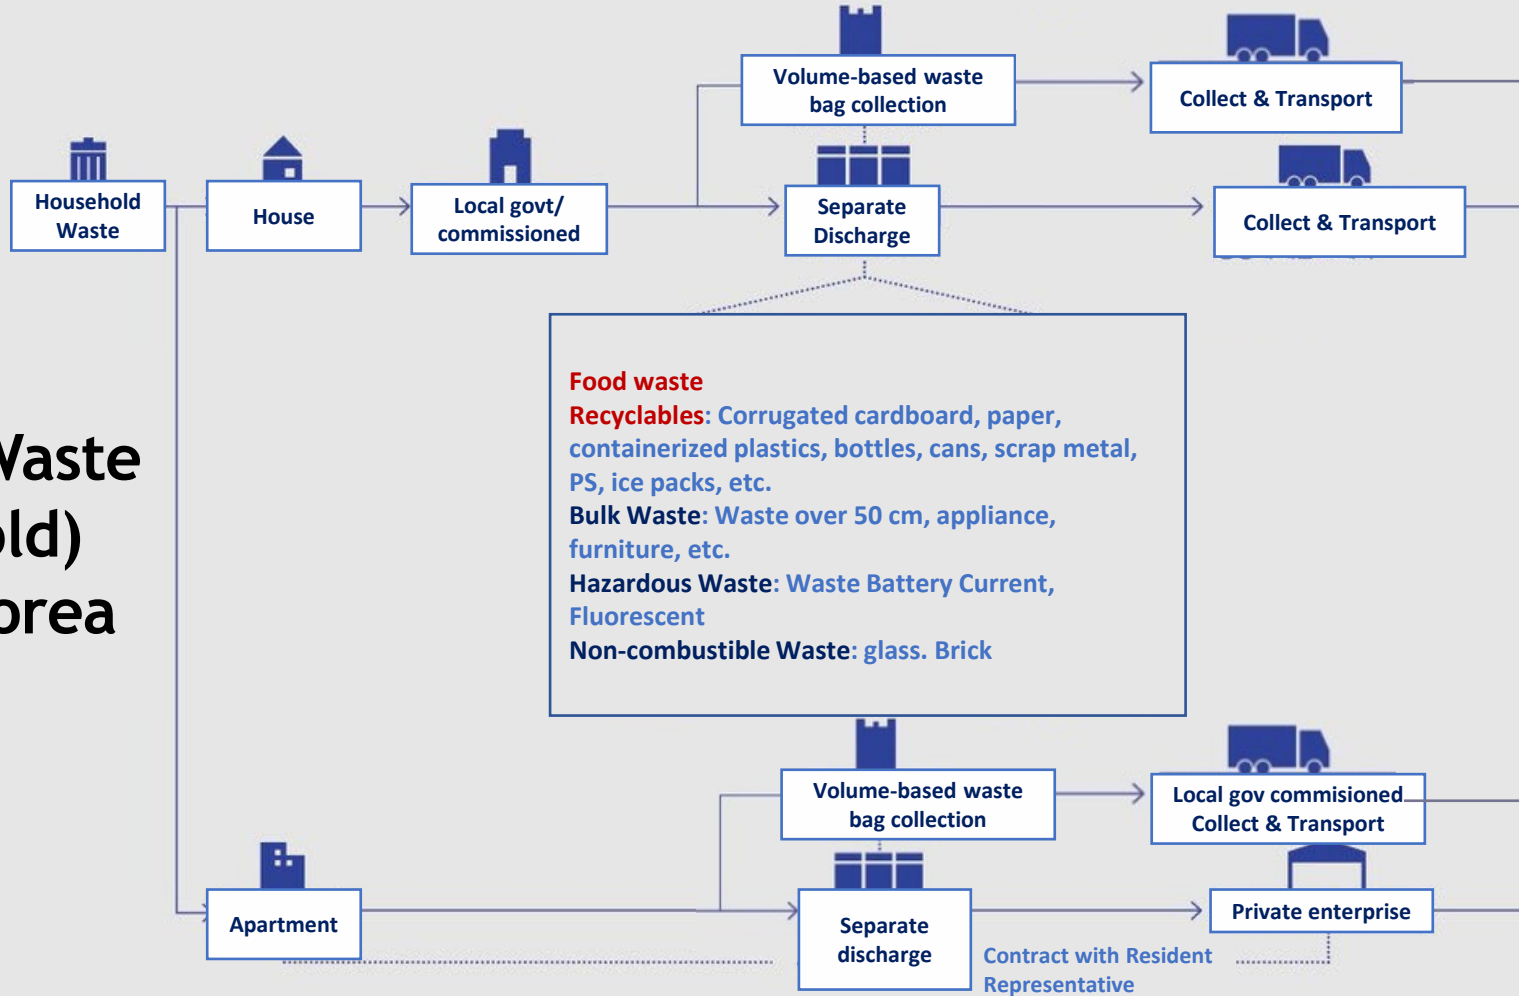 Volume-based waste
bag collection
Collect & Transport
Household
Waste
House
Local govt/
commissioned
Separate
Discharge
Collect & Transport
Food waste
Recyclables: Corrugated cardboard, paper,
containerized plastics, bottles, cans, scrap metal,
PS, ice packs, etc.
Bulk Waste: Waste over 50 cm, appliance,
furniture, etc.
Hazardous Waste: Waste Battery Current,
Fluorescent
Non-combustible Waste: glass. Brick
Waste
old)
orea
Volume-based waste
bag collection
Local gov commisioned
Collect & Transport
Apartment
Separate
discharge
Private enterprise
Contract with Resident
Representative